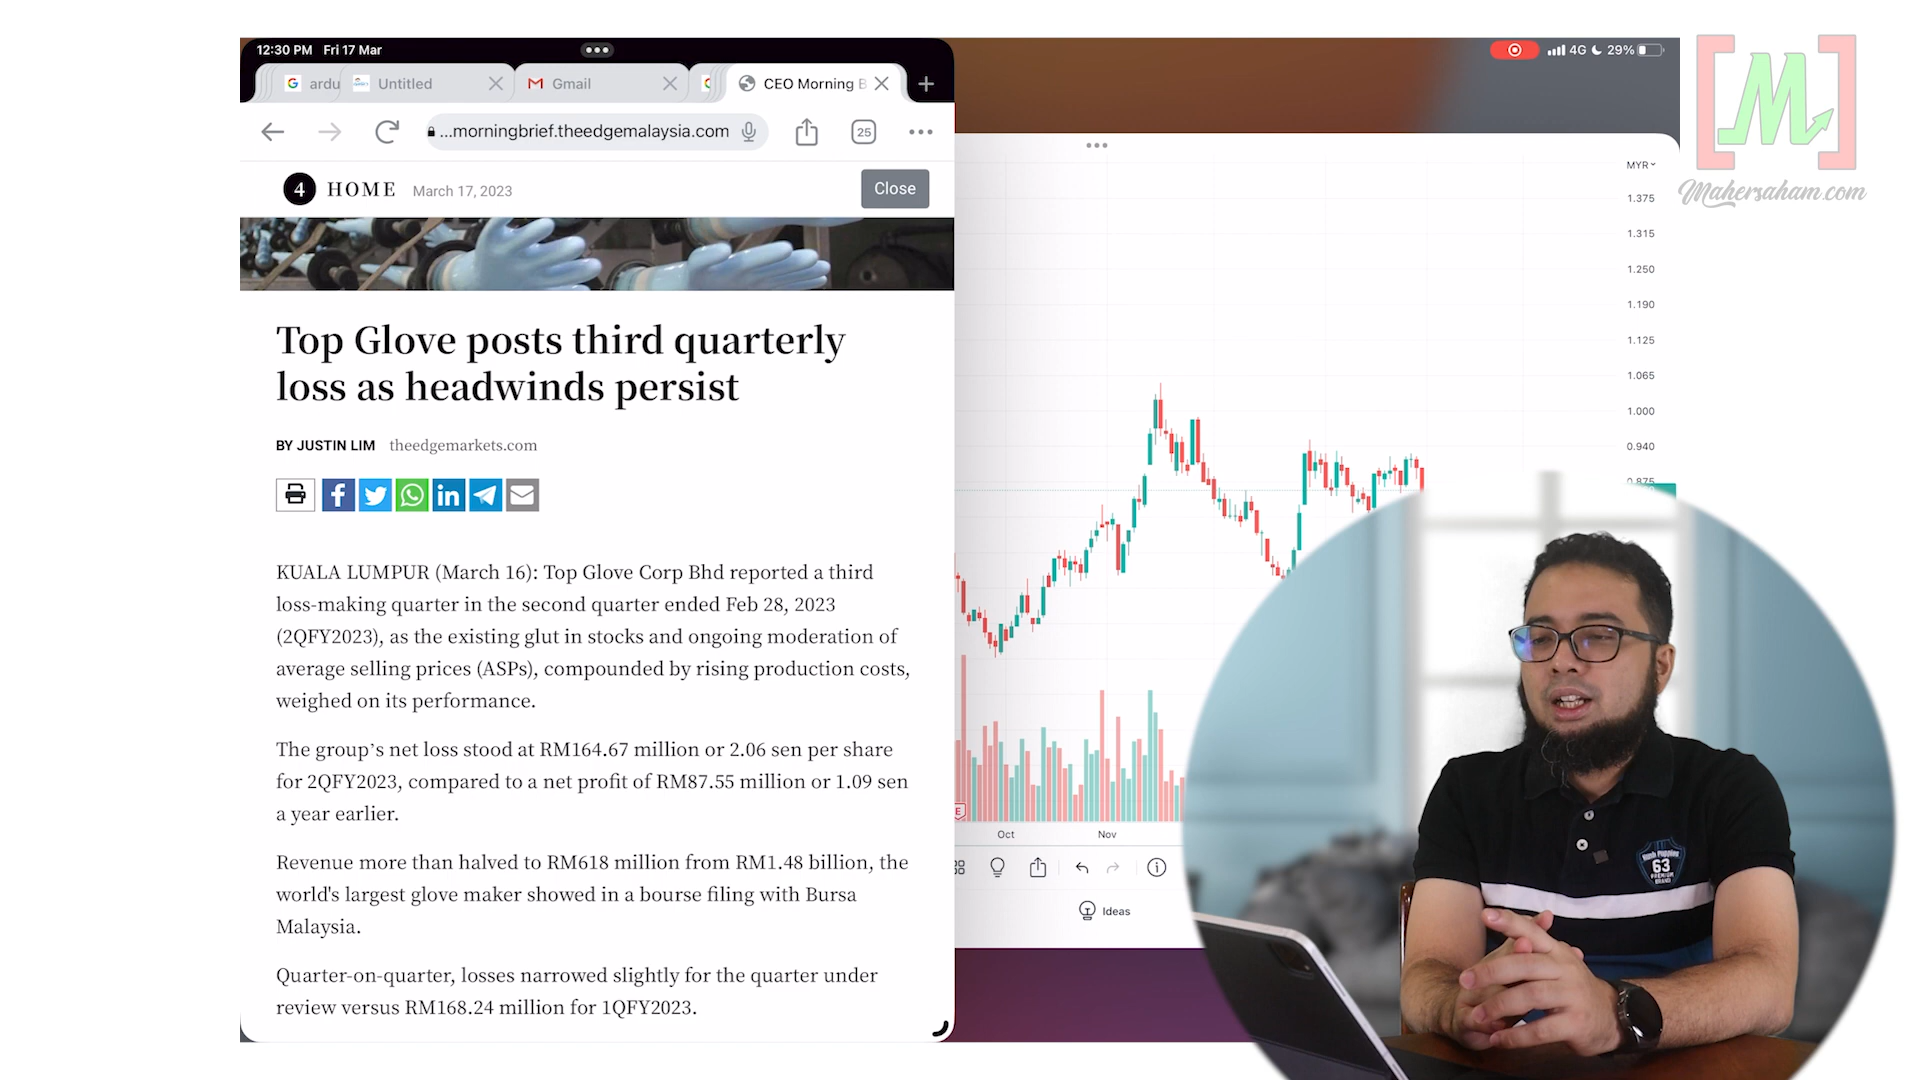 12:30 PM Fri 17 Mar
4G 29%
ardu
Untitled
Gmail
CEO Morning B
...morningbrief.theedgemalaysia.com
25
4 HOME March 17, 2023
Close
Top Glove posts third quarterly
loss as headwinds persist
BY JUSTIN LIM theedgemarkets.com
KUALA LUMPUR (March 16): Top Glove Corp Bhd reported a third
loss-making quarter in the second quarter ended Feb 28, 2023
(2QFY2023), as the existing glut in stocks and ongoing moderation of
average selling prices (ASPs), compounded by rising production costs,
weighed on its performance.
The group's net loss stood at RM164.67 million or 2.06 sen per share
for 2QFY2023, compared to a net profit of RM87.55 million or 1.09 sen
a year earlier.
Revenue more than halved to RM618 million from RM1.48 billion, the
world's largest glove maker showed in a bourse filing with Bursa
Malaysia.
Quarter-on-quarter, losses narrowed slightly for the quarter under
review versus RM168.24 million for 1QFY2023.
MYR
1.375
1.315
1.250
1.190
1.125
1.065
1.000
0.940
0.875
E
Oct
Nov
Ideas
M
Mahersaham.com
Hush Puppies
63
PREMIUM
BRAND